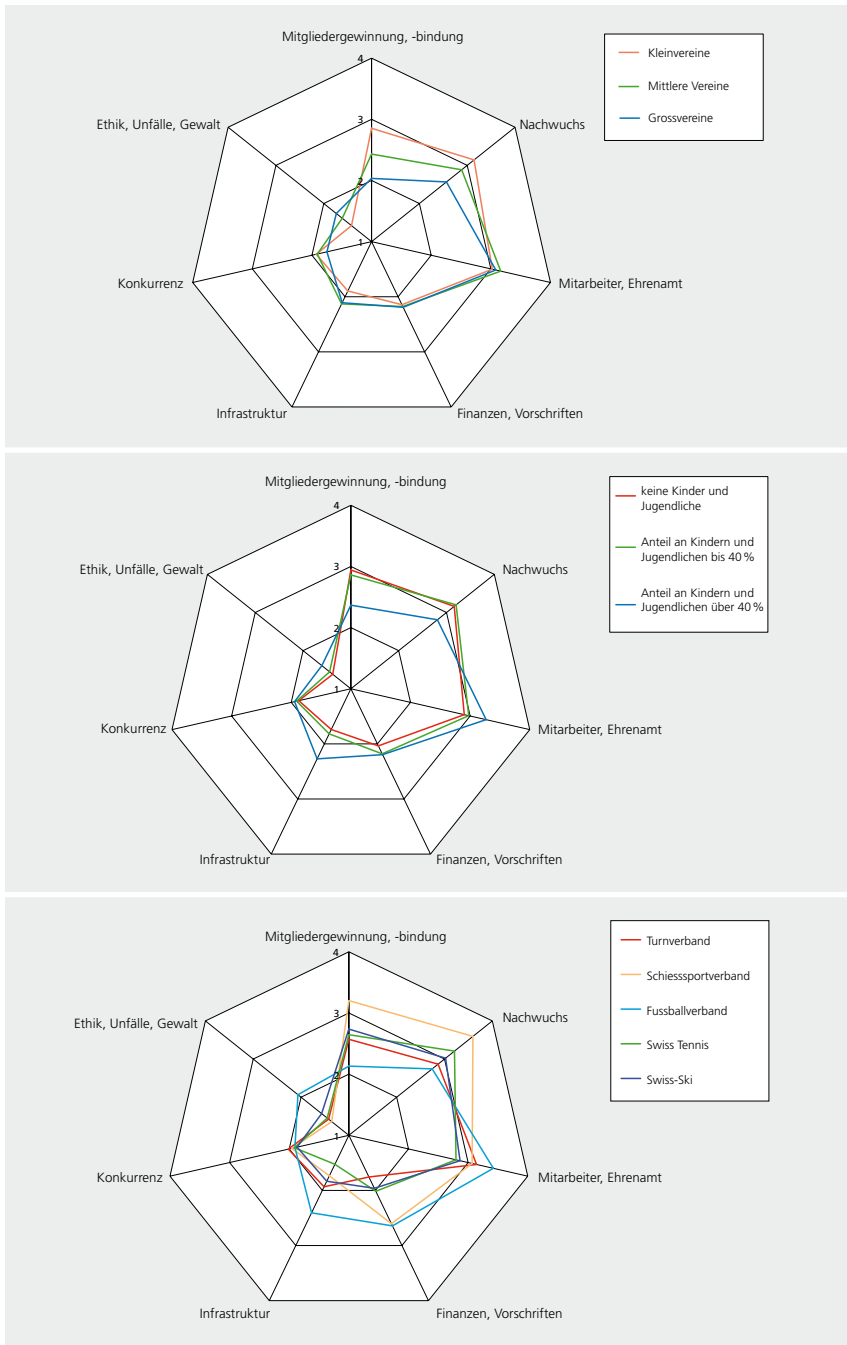 Mitgliedergewinnung, -bindung
4
3
2
1
Nachwuchs
Mitarbeiter, Ehrenamt
Finanzen, Vorschriften
Infrastruktur
Konkurrenz
Ethik, Unfälle, Gewalt
Kleinvereine
Mittlere Vereine
Grossvereine
Mitgliedergewinnung, -bindung
4
3
2
1
Nachwuchs
Mitarbeiter, Ehrenamt
Finanzen, Vorschriften
Infrastruktur
Konkurrenz
Ethik, Unfälle, Gewalt
keine Kinder und
Jugendliche
Anteil an Kindern und
Jugendlichen bis 40 %
Anteil an Kindern und
Jugendlichen über 40 %
Mitgliedergewinnung, -bindung
4
3
2
1
Nachwuchs
Mitarbeiter, Ehrenamt
Finanzen, Vorschriften
Infrastruktur
Konkurrenz
Ethik, Unfälle, Gewalt
Turnverband
Schiesssportverband
Fussballverband
Swiss Tennis
Swiss-Ski